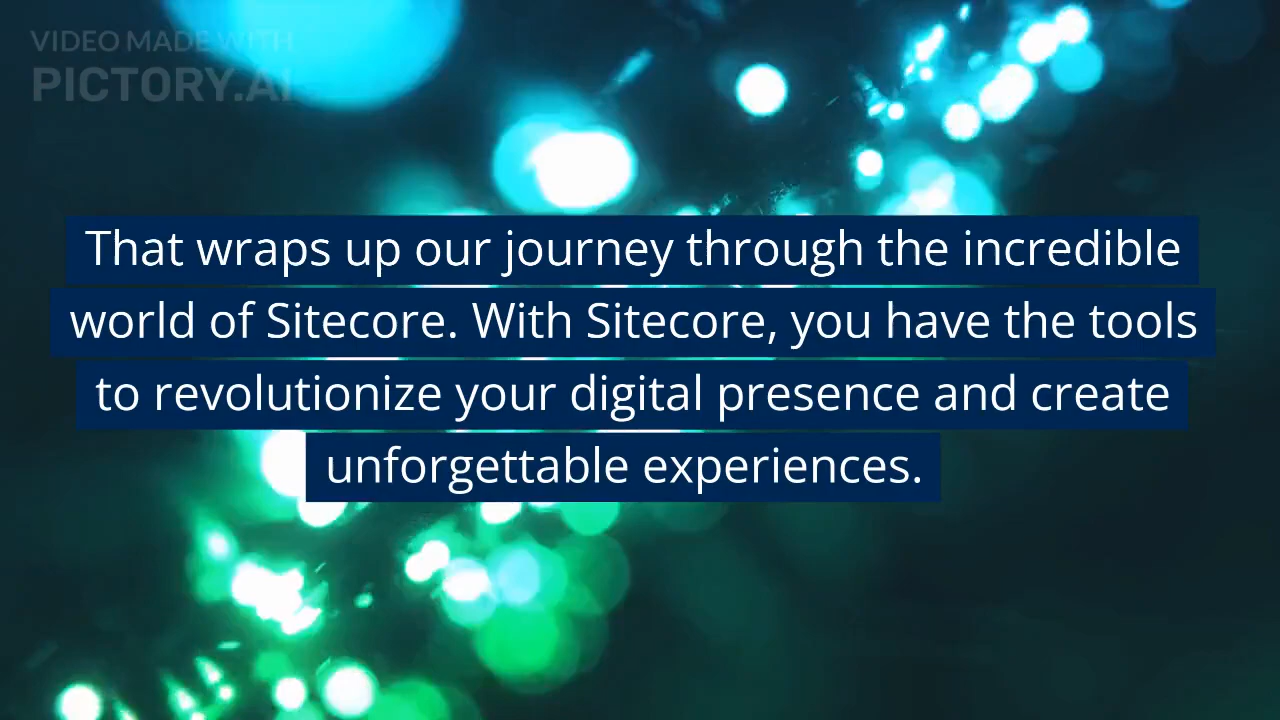 VIDEO MADE WITH
PICTORY.AI
That wraps up our journey through the incredible
world of Sitecore. With Sitecore, you have the tools
to revolutionize your digital presence and create
unforgettable experiences.